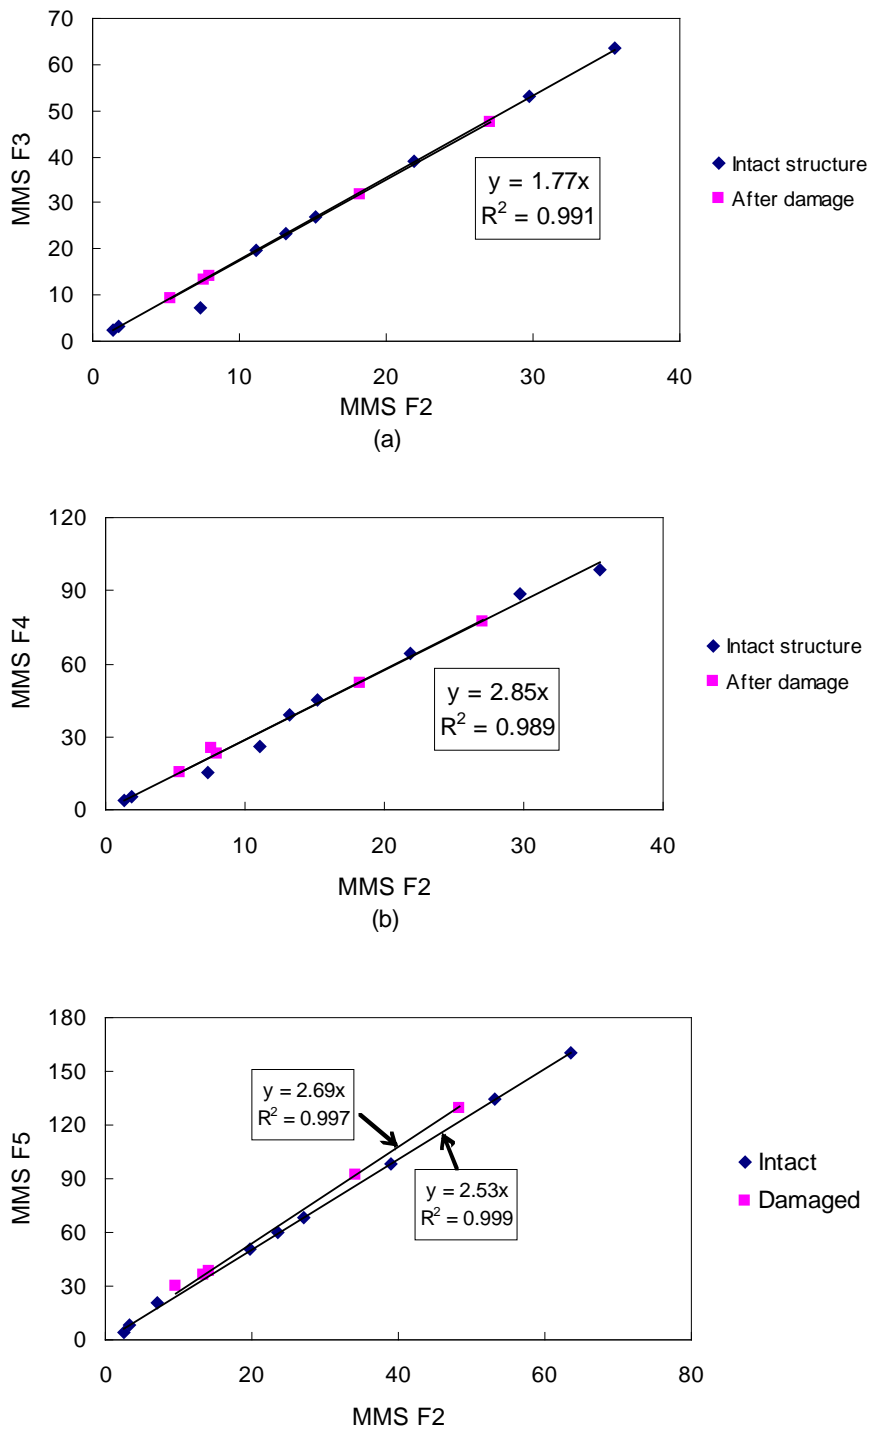 70
60
50
40
30
20
10
0
MMS F3
y = 1.77x
R² = 0.991
Intact structure
After damage
0 10 20 30 40
MMS F2
(a)
120
90
60
30
0
MMS F4
y = 2.85x
R² = 0.989
Intact structure
After damage
0 10 20 30 40
MMS F2
(b)
180
150
120
90
60
30
0
MMS F5
y = 2.69x
R² = 0.997
y = 2.53x
R² = 0.999
Intact
Damaged
0 20 40 60 80
MMS F2